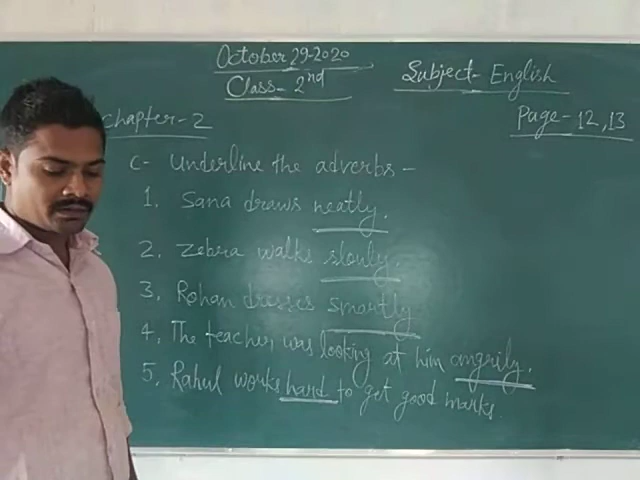 October 29-2020
Class- 2nd
Subject- English
Chapter-2
Page-12,13
C- Underline the adverbs-
1. Sana draws neatly.
2. Zebra walks slowly.
3. Rohan dresses smartly
4. The teacher was looking at him angrily.
5. Rahul works hard to get good marks.